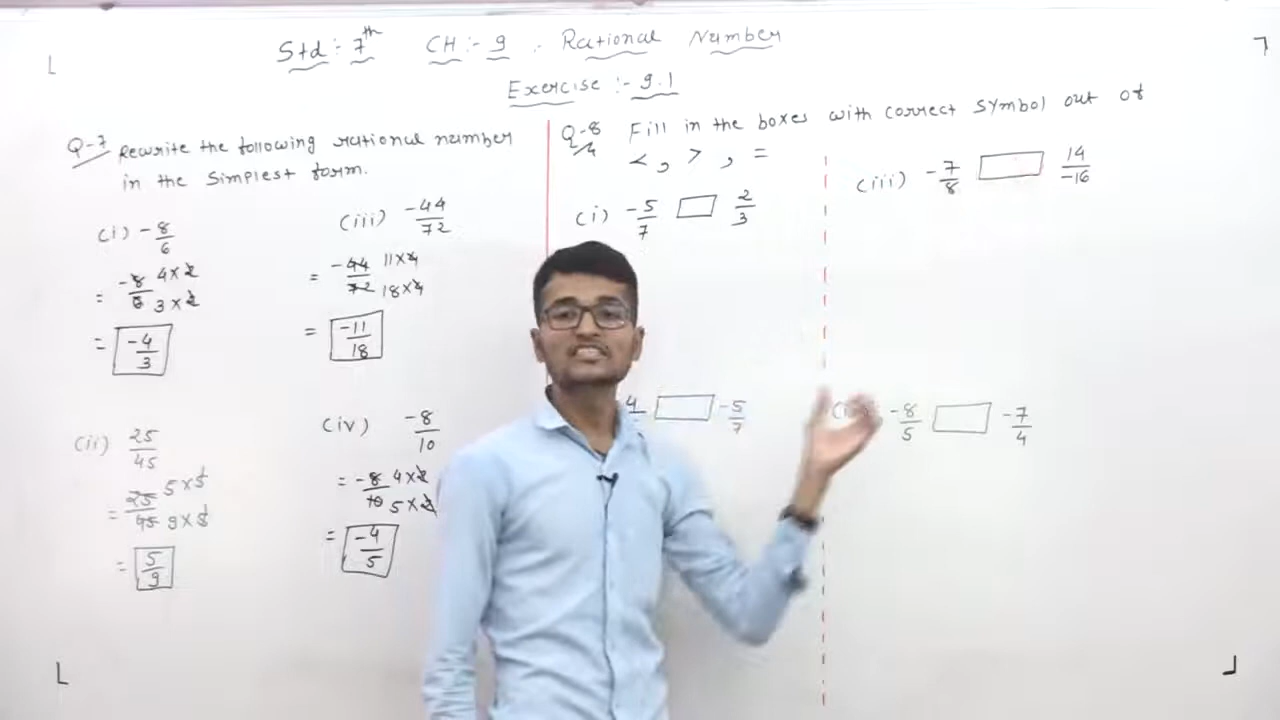 Std :- 7th CH :- 9 . Rational Number
Exercise :- 9.1
Q-7 Rewrite the following rational number
in the simplest form.
(i) -8/6
= -8/6 4×2 / 3×2
= -4/3
(ii) 25/45
= 25/45 5×5 / 9×5
= 5/9
(iii) -44/72
= -44/72 11×4 / 18×4
= -11/18
(iv) -8/10
= -8/10 4×2 / 5×2
= -4/5
Q-8 Fill in the boxes with correct symbol out of
<, >, =
(i) -5/7 □ 2/3
4 □ -5/7
(iii) -7/8 □ 14/-16
-8/5 □ -7/4